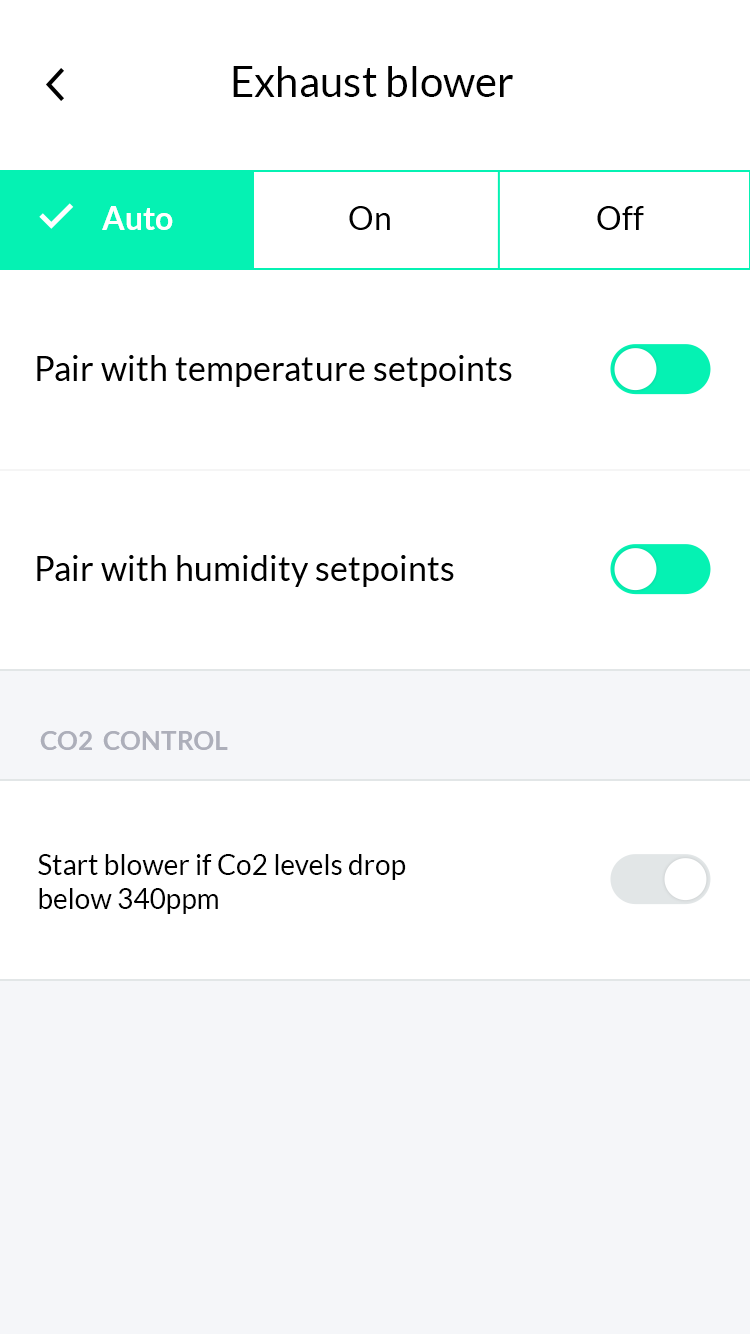 Exhaust blower
Auto
On
Off
Pair with temperature setpoints
Pair with humidity setpoints
CO2 CONTROL
Start blower if Co2 levels drop
below 340ppm